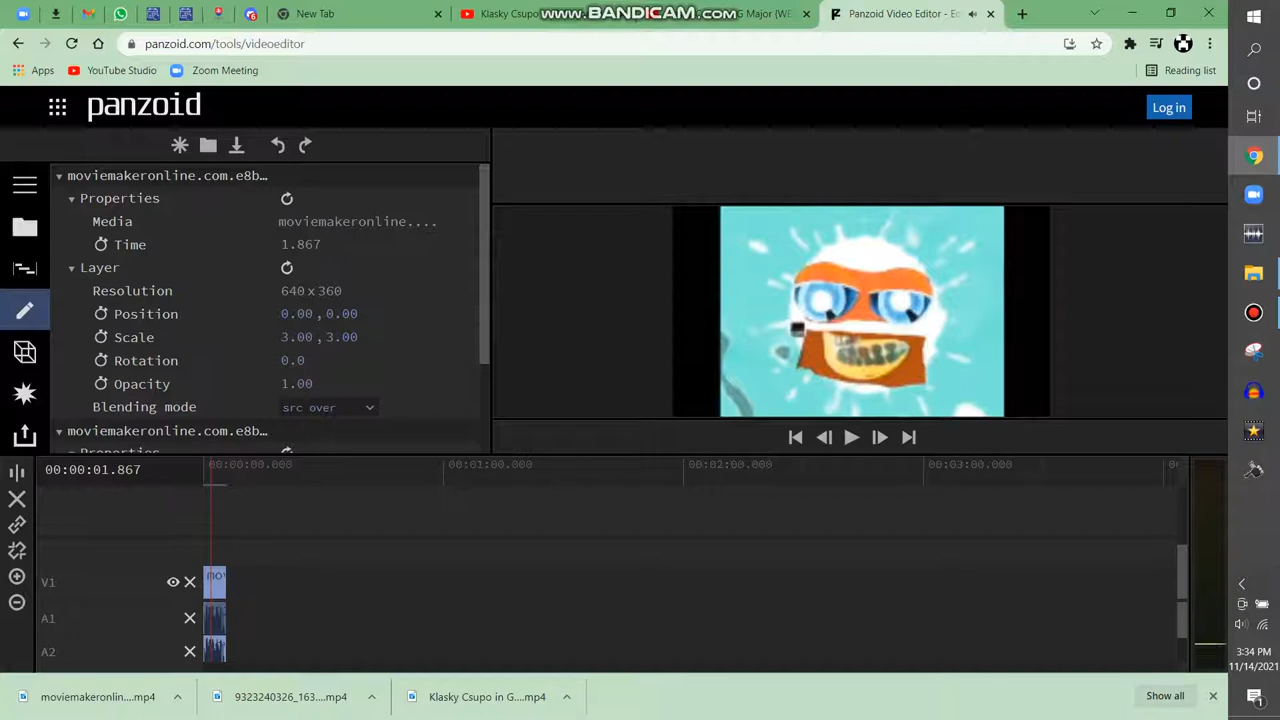 New Tab
Klasky Csupo
www.BANDICAM.com
G Major (WE
Panzoid Video Editor - Ec
panzoid.com/tools/videoeditor
Apps
YouTube Studio
Zoom Meeting
Reading list
panzoid
Log in
moviemakeronline.com.e8b…
Properties
Media
moviemakeronline....
Time
1.867
Layer
Resolution
640 x 360
Position
0.00 , 0.00
Scale
3.00 , 3.00
Rotation
0.0
Opacity
1.00
Blending mode
src over
moviemakeronline.com.e8b…
Properties
00:00:01.867
00:00:00.000
00:01:00.000
00:02:00.000
00:03:00.000
V1
A1
A2
3:34 PM
11/14/2021
moviemakeronlin....mp4
9323240326_163....mp4
Klasky Csupo in G....mp4
Show all